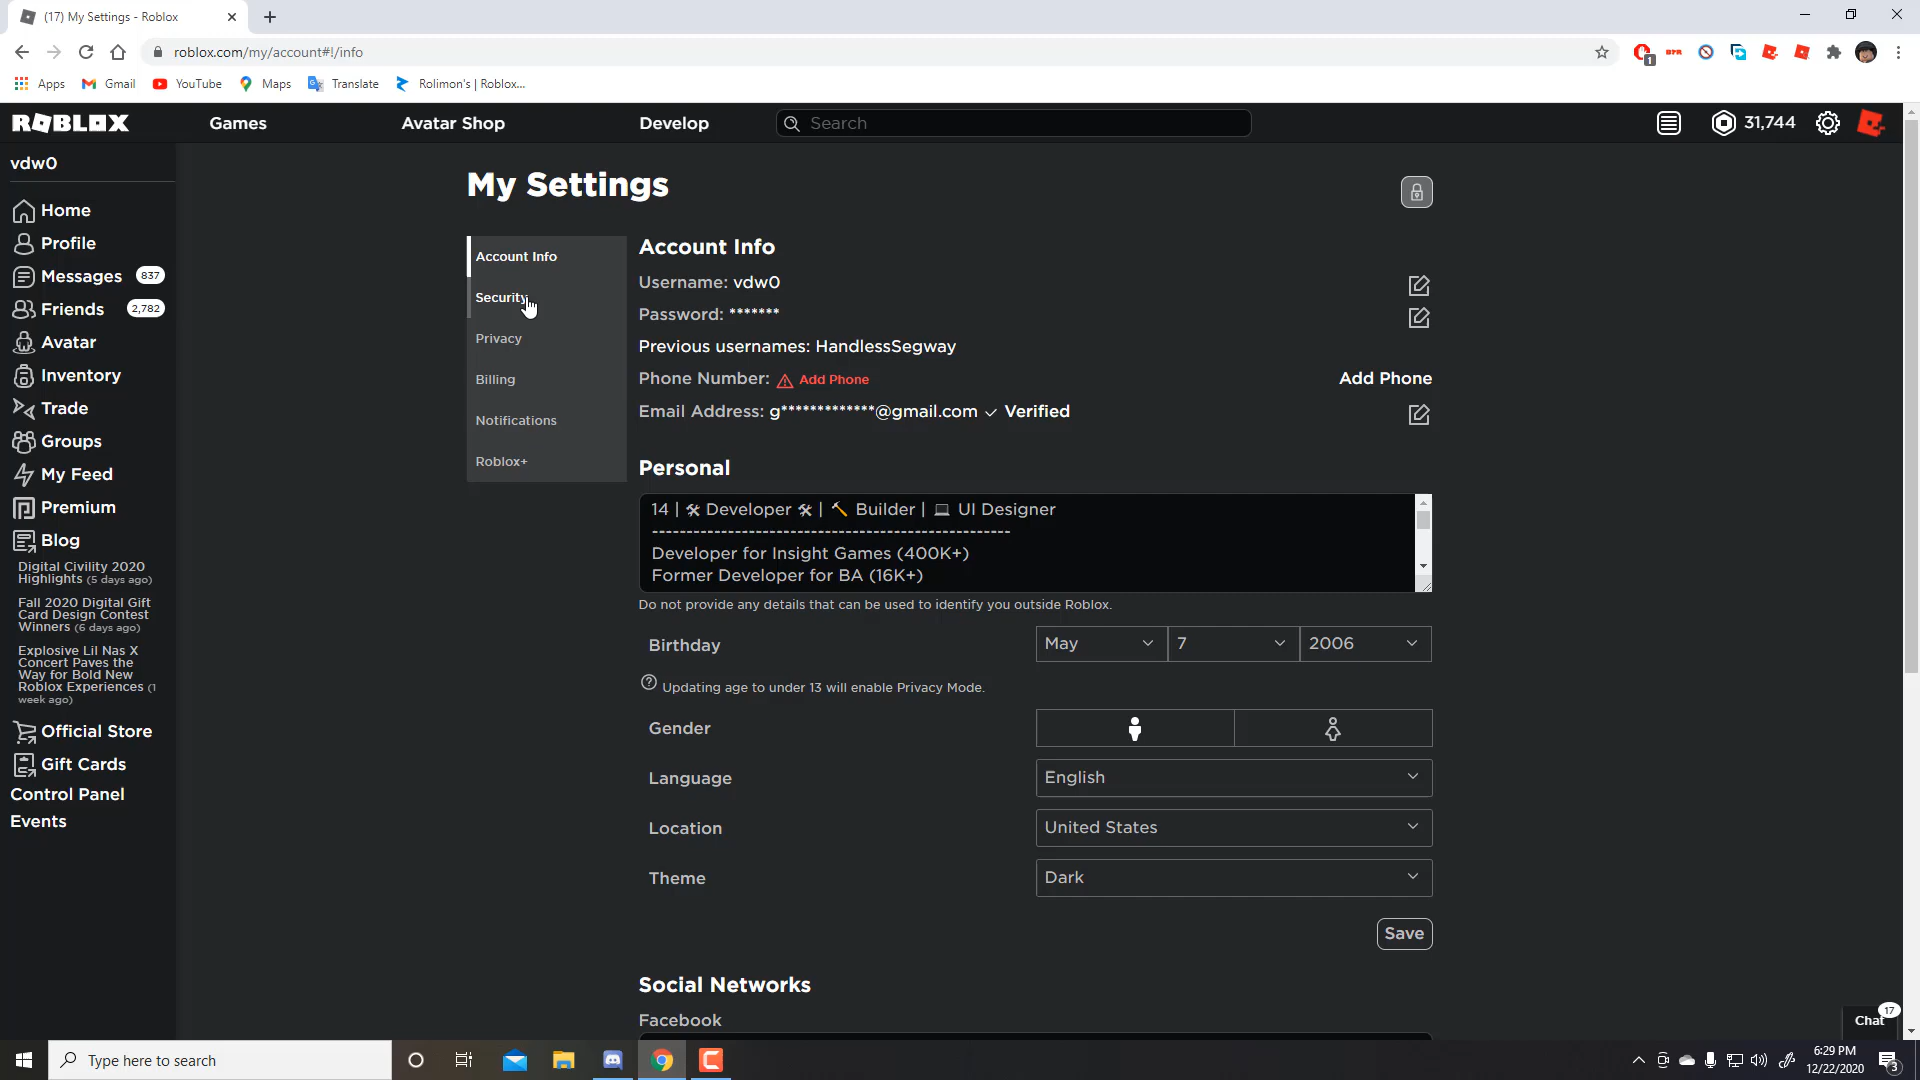 (17) My Settings - Roblox
roblox.com/my/account#!/info
1
Apps
Gmail
YouTube
Maps
Translate
Rolimon's | Roblox...
ROBLOX
Games
Avatar Shop
Develop
Search
31,744
vdw0
Home
Profile
Messages 837
Friends 2,782
Avatar
Inventory
Trade
Groups
My Feed
Premium
Blog
Digital Civility 2020
Highlights (5 days ago)
Fall 2020 Digital Gift
Card Design Contest
Winners (6 days ago)
Explosive Lil Nas X
Concert Paves the
Way for Bold New
Roblox Experiences (1
week ago)
Official Store
Gift Cards
Control Panel
Events
My Settings
Account Info
Security
Privacy
Billing
Notifications
Roblox+
Account Info
Username: vdw0
Password: *******
Previous usernames: HandlessSegway
Phone Number: Add Phone
Add Phone
Email Address: g*************@gmail.com ✓ Verified
Personal
14 | 🛠 Developer 🛠 | 🔨 Builder | 💻 UI Designer
----------------------------------------------------
Developer for Insight Games (400K+)
Former Developer for BA (16K+)
Do not provide any details that can be used to identify you outside Roblox.
Birthday
May
7
2006
Updating age to under 13 will enable Privacy Mode.
Gender
Language
English
Location
United States
Theme
Dark
Save
Social Networks
Facebook
Chat
17
Type here to search
6:29 PM
12/22/2020
3